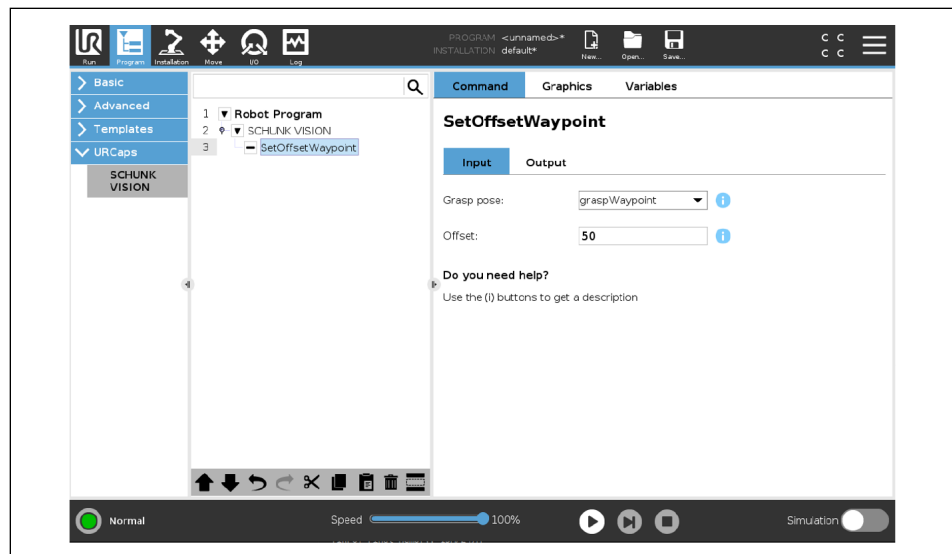 UR
Run
Program
Installation
Move
I/O
Log
PROGRAM <unnamed>*
INSTALLATION default*
New...
Open...
Save...
C C
C C
Basic
Advanced
Templates
URCaps
SCHUNK
VISION
1 Robot Program
2 SCHUNK VISION
3 SetOffsetWaypoint
Command Graphics Variables
SetOffsetWaypoint
Input Output
Grasp pose: graspWaypoint i
Offset: 50 i
Do you need help?
Use the (i) buttons to get a description
Normal
Speed 100%
Simulation